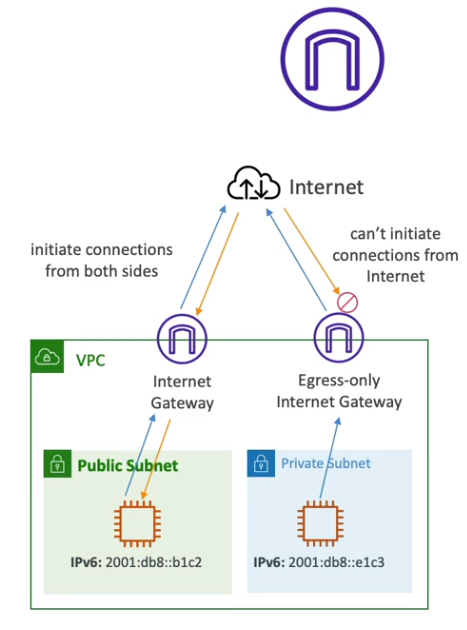 Internet
initiate connections
from both sides
can't initiate
connections from
Internet
VPC
Internet
Gateway
Egress-only
Internet Gateway
Public Subnet
Private Subnet
IPv6: 2001:db8::b1c2
IPv6: 2001:db8::e1c3